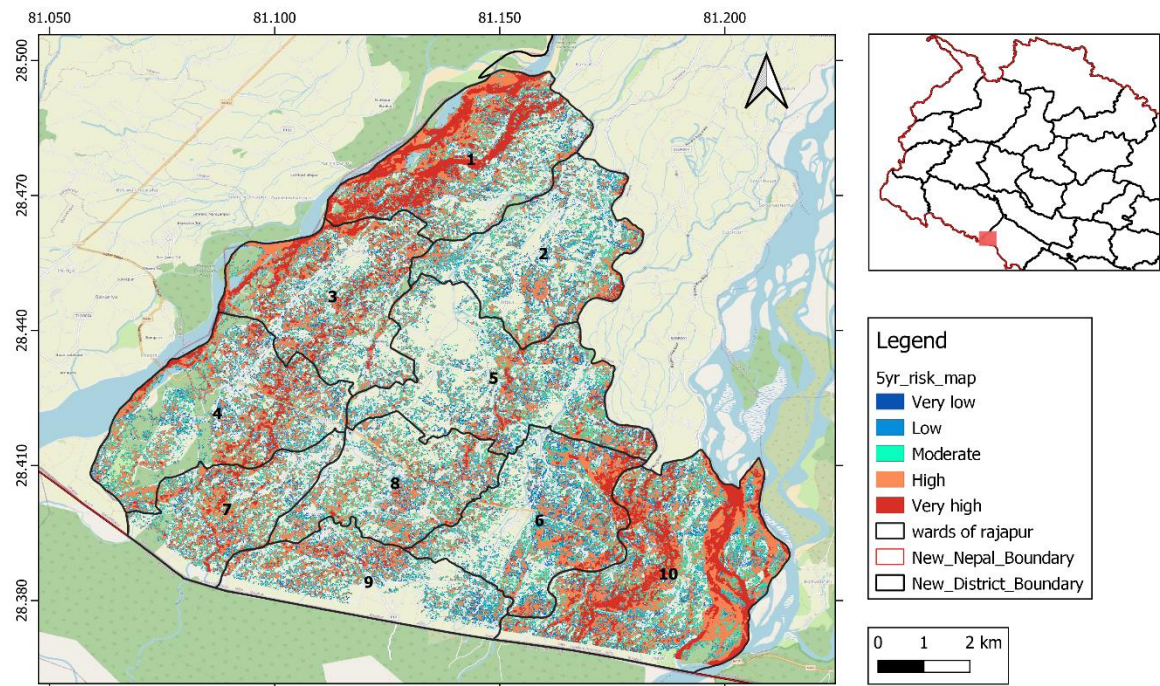 81.050 81.100 81.150 81.200
28.500
28.470
28.440
28.410
28.380
1
2
3
5
4
8
7
6
9
10
Legend
5yr_risk_map
Very low
Low
Moderate
High
Very high
wards of rajapur
New_Nepal_Boundary
New_District_Boundary
0 1 2 km